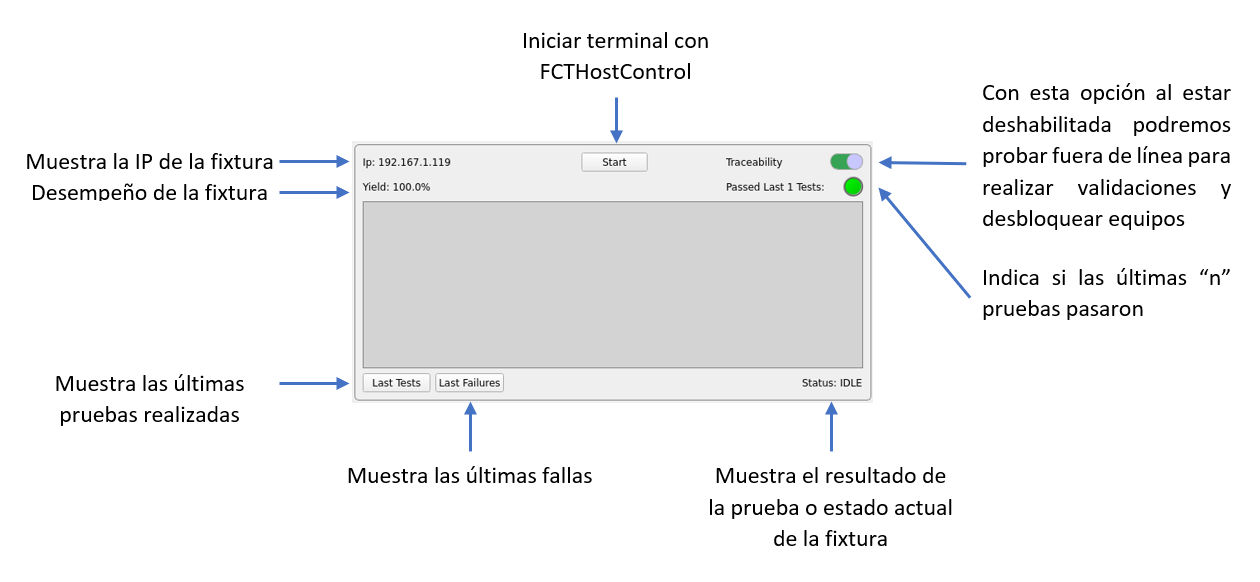 Iniciar terminal con
FCTHostControl
Con esta opción al estar
deshabilitada podremos
probar fuera de línea para
realizar validaciones y
desbloquear equipos
Indica si las últimas “n”
pruebas pasaron
Muestra la IP de la fixtura
Desempeño de la fixtura
Ip: 192.167.1.119
Start
Traceability
Yield: 100.0%
Passed Last 1 Tests:
Last Tests
Last Failures
Status: IDLE
Muestra las últimas
pruebas realizadas
Muestra las últimas fallas
Muestra el resultado de
la prueba o estado actual
de la fixtura